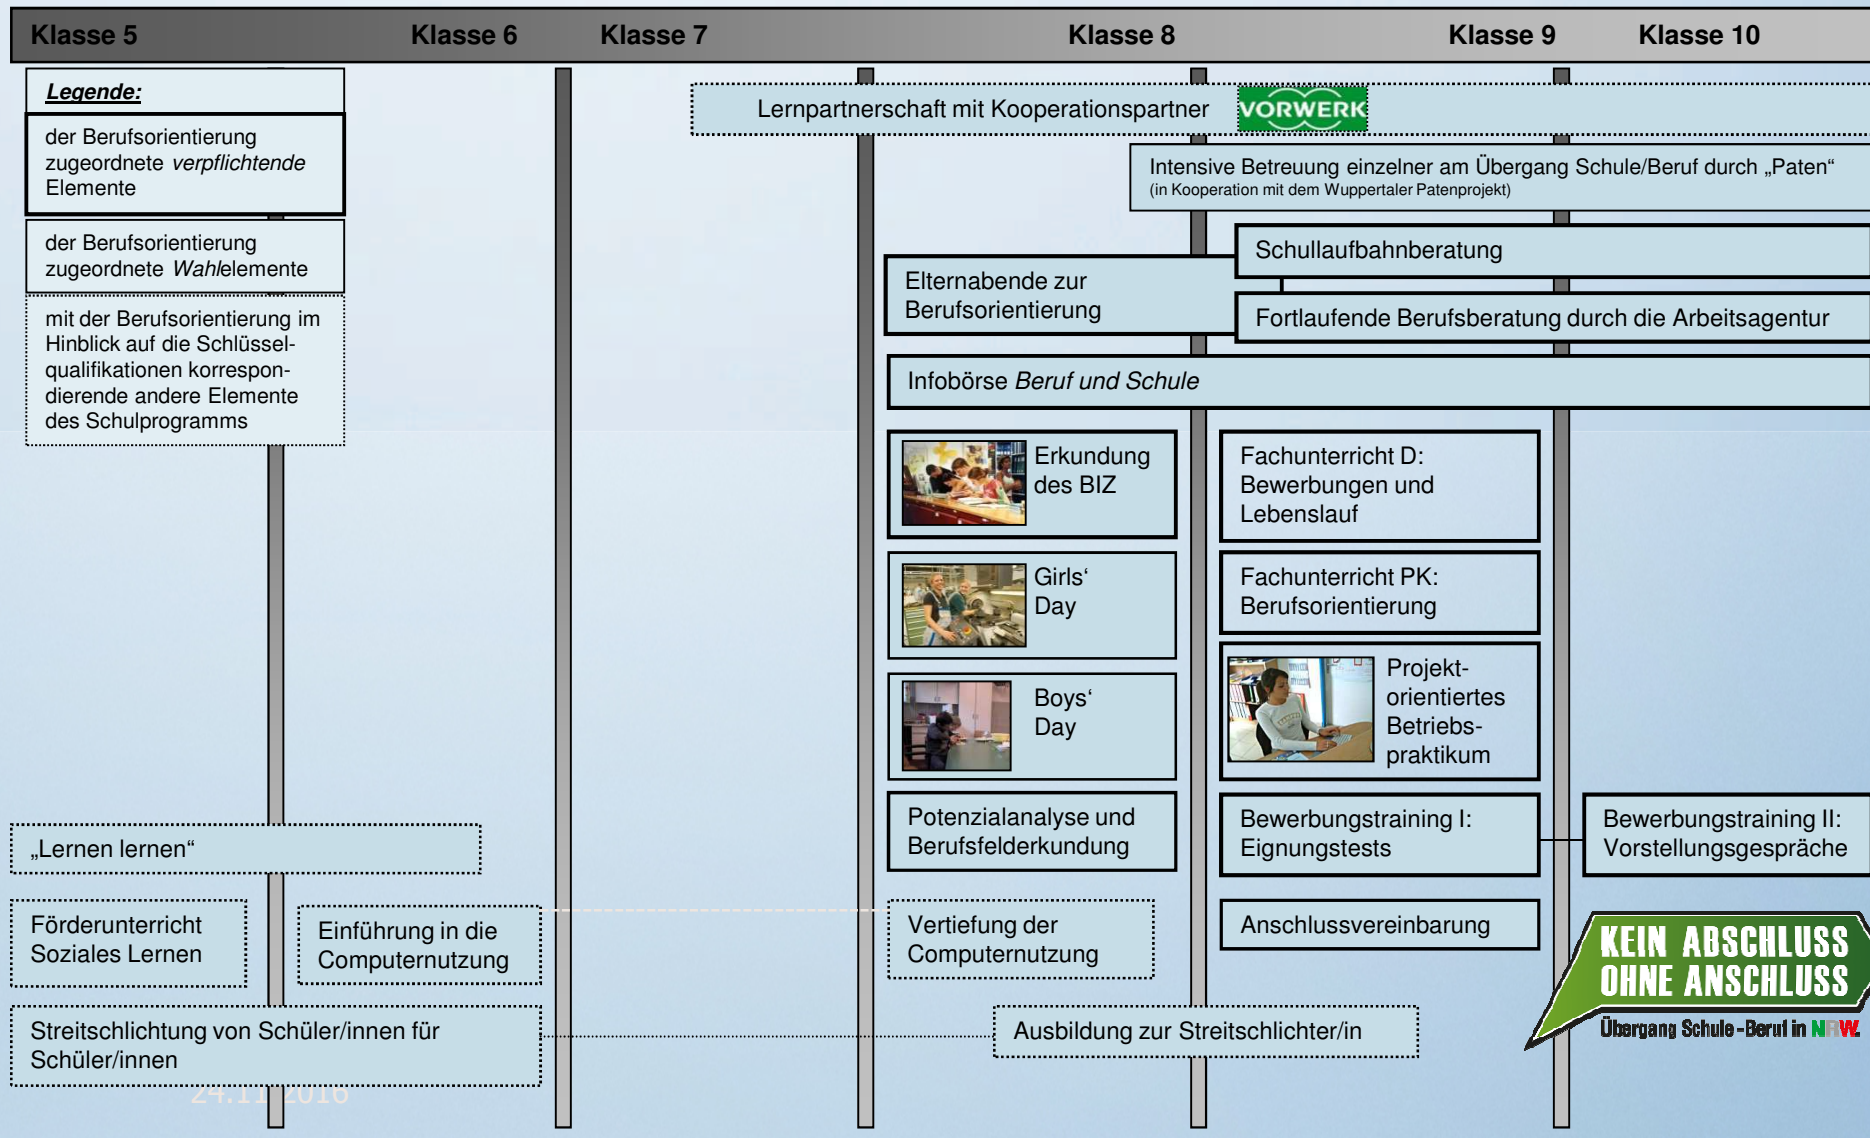 Klasse 5 Klasse 6 Klasse 7 Klasse 8 Klasse 9 Klasse 10
Legende:
der Berufsorientierung
zugeordnete verpflichtende
Elemente
der Berufsorientierung
zugeordnete Wahlelemente
mit der Berufsorientierung im
Hinblick auf die Schlüssel-
qualifikationen korrespon-
dierende andere Elemente
des Schulprogramms
Lernpartnerschaft mit Kooperationspartner VORWERK
Intensive Betreuung einzelner am Übergang Schule/Beruf durch „Paten“
(in Kooperation mit dem Wuppertaler Patenprojekt)
Schullaufbahnberatung
Elternabende zur
Berufsorientierung
Fortlaufende Berufsberatung durch die Arbeitsagentur
Infobörse Beruf und Schule
Erkundung
des BIZ
Fachunterricht D:
Bewerbungen und
Lebenslauf
Girls‘
Day
Fachunterricht PK:
Berufsorientierung
Boys‘
Day
Projekt-
orientiertes
Betriebs-
praktikum
Potenzialanalyse und
Berufsfelderkundung
Bewerbungstraining I:
Eignungstests
Bewerbungstraining II:
Vorstellungsgespräche
„Lernen lernen“
Förderunterricht
Soziales Lernen
Einführung in die
Computernutzung
Vertiefung der
Computernutzung
Anschlussvereinbarung
KEIN ABSCHLUSS
OHNE ANSCHLUSS
Übergang Schule-Beruf in NRW.
Streitschlichtung von Schüler/innen für
Schüler/innen
Ausbildung zur Streitschlichter/in
24.11.2016